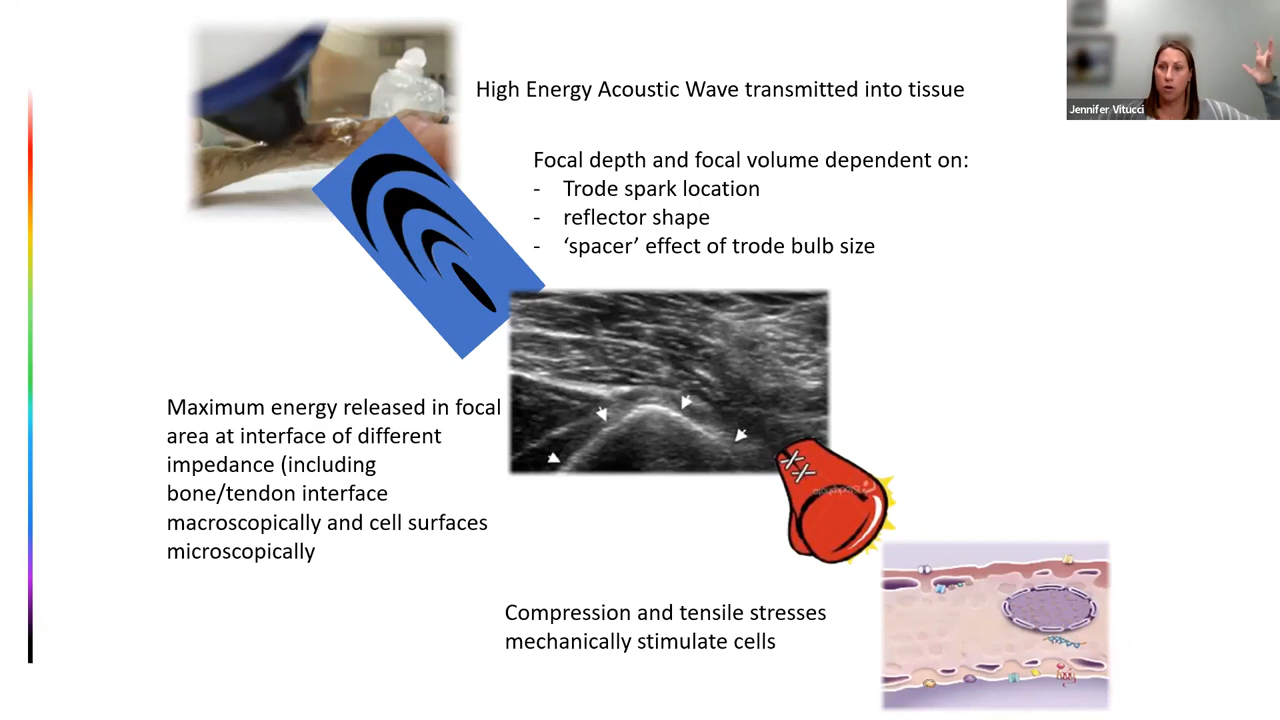 High Energy Acoustic Wave transmitted into tissue
Jennifer Vitucci
Focal depth and focal volume dependent on:
- Trode spark location
- reflector shape
- ‘spacer’ effect of trode bulb size
Maximum energy released in focal
area at interface of different
impedance (including
bone/tendon interface
macroscopically and cell surfaces
microscopically
Compression and tensile stresses
mechanically stimulate cells